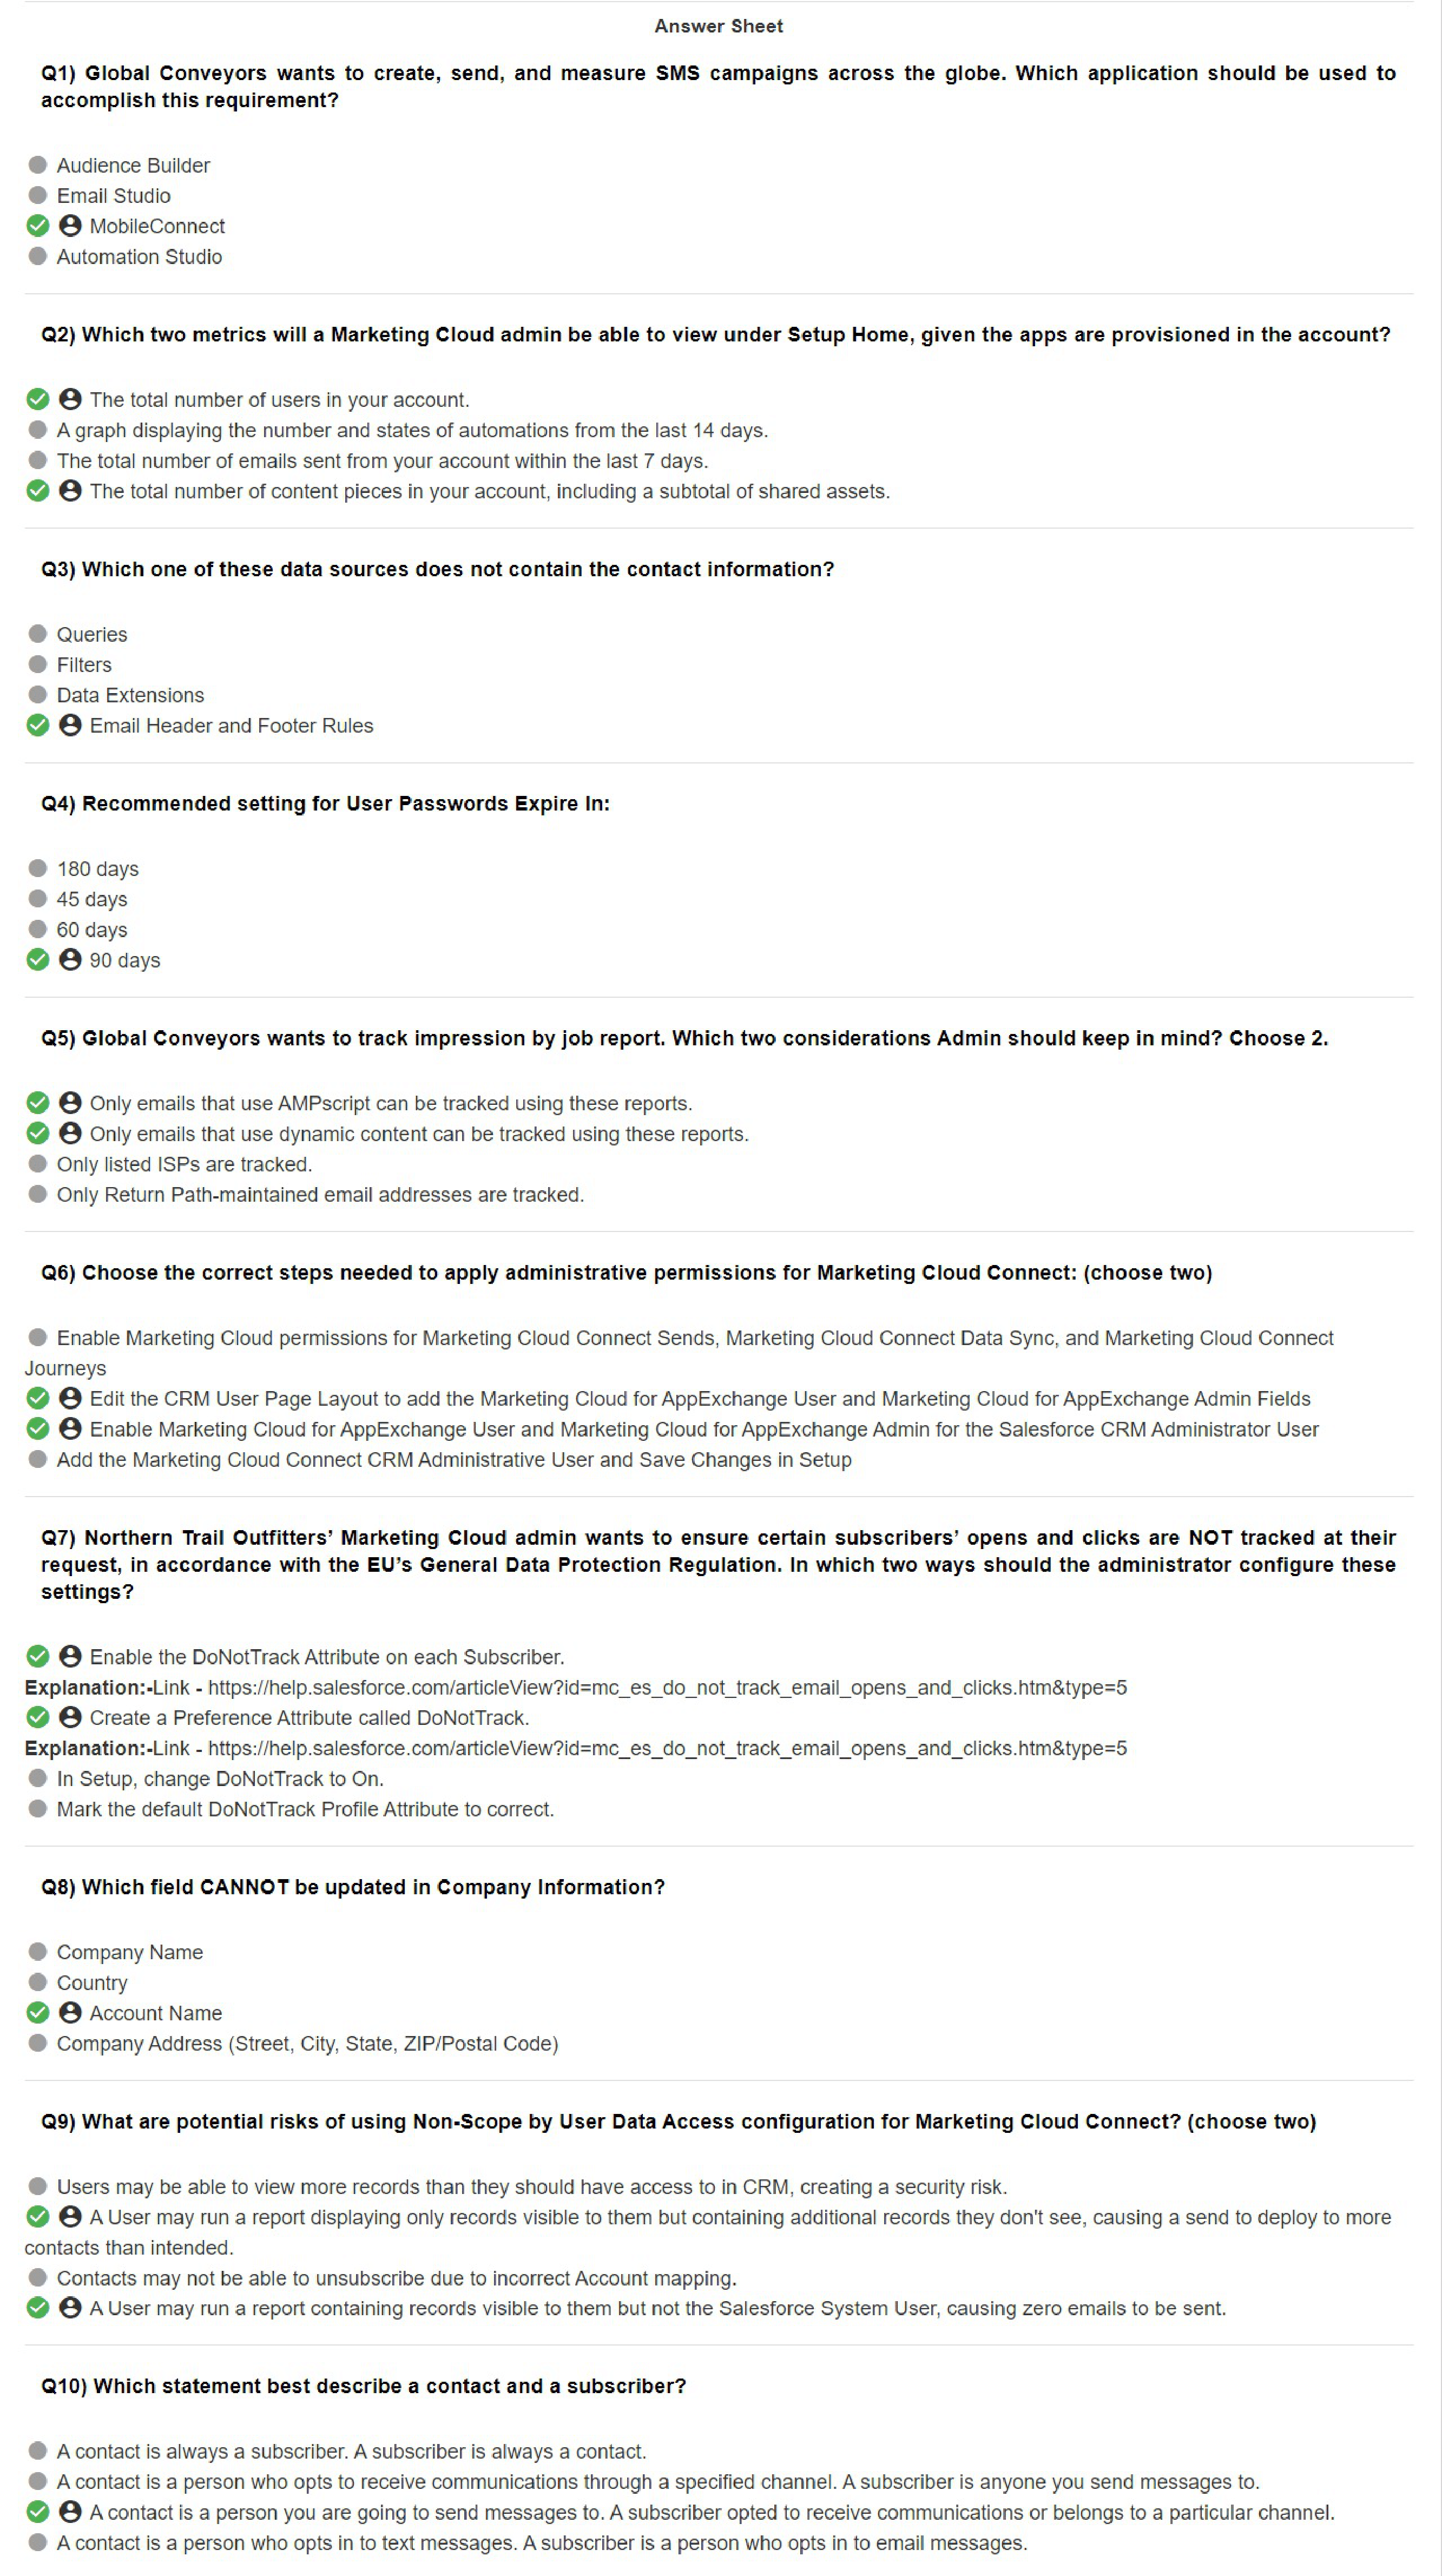 Answer Sheet
Q1) Global Conveyors wants to create, send, and measure SMS campaigns across the globe. Which application should be used to
accomplish this requirement?
Audience Builder
Email Studio
MobileConnect
Automation Studio
Q2) Which two metrics will a Marketing Cloud admin be able to view under Setup Home, given the apps are provisioned in the account?
The total number of users in your account.
A graph displaying the number and states of automations from the last 14 days.
The total number of emails sent from your account within the last 7 days.
The total number of content pieces in your account, including a subtotal of shared assets.
Q3) Which one of these data sources does not contain the contact information?
Queries
Filters
Data Extensions
Email Header and Footer Rules
Q4) Recommended setting for User Passwords Expire In:
180 days
45 days
60 days
90 days
Q5) Global Conveyors wants to track impression by job report. Which two considerations Admin should keep in mind? Choose 2.
Only emails that use AMPscript can be tracked using these reports.
Only emails that use dynamic content can be tracked using these reports.
Only listed ISPs are tracked.
Only Return Path-maintained email addresses are tracked.
Q6) Choose the correct steps needed to apply administrative permissions for Marketing Cloud Connect: (choose two)
Enable Marketing Cloud permissions for Marketing Cloud Connect Sends, Marketing Cloud Connect Data Sync, and Marketing Cloud Connect
Journeys
Edit the CRM User Page Layout to add the Marketing Cloud for AppExchange User and Marketing Cloud for AppExchange Admin Fields
Enable Marketing Cloud for AppExchange User and Marketing Cloud for AppExchange Admin for the Salesforce CRM Administrator User
Add the Marketing Cloud Connect CRM Administrative User and Save Changes in Setup
Q7) Northern Trail Outfitters’ Marketing Cloud admin wants to ensure certain subscribers’ opens and clicks are NOT tracked at their
request, in accordance with the EU’s General Data Protection Regulation. In which two ways should the administrator configure these
settings?
Enable the DoNotTrack Attribute on each Subscriber.
Explanation:-Link - https://help.salesforce.com/articleView?id=mc_es_do_not_track_email_opens_and_clicks.htm&type=5
Create a Preference Attribute called DoNotTrack.
Explanation:-Link - https://help.salesforce.com/articleView?id=mc_es_do_not_track_email_opens_and_clicks.htm&type=5
In Setup, change DoNotTrack to On.
Mark the default DoNotTrack Profile Attribute to correct.
Q8) Which field CANNOT be updated in Company Information?
Company Name
Country
Account Name
Company Address (Street, City, State, ZIP/Postal Code)
Q9) What are potential risks of using Non-Scope by User Data Access configuration for Marketing Cloud Connect? (choose two)
Users may be able to view more records than they should have access to in CRM, creating a security risk.
A User may run a report displaying only records visible to them but containing additional records they don't see, causing a send to deploy to more
contacts than intended.
Contacts may not be able to unsubscribe due to incorrect Account mapping.
A User may run a report containing records visible to them but not the Salesforce System User, causing zero emails to be sent.
Q10) Which statement best describe a contact and a subscriber?
A contact is always a subscriber. A subscriber is always a contact.
A contact is a person who opts to receive communications through a specified channel. A subscriber is anyone you send messages to.
A contact is a person you are going to send messages to. A subscriber opted to receive communications or belongs to a particular channel.
A contact is a person who opts in to text messages. A subscriber is a person who opts in to email messages.